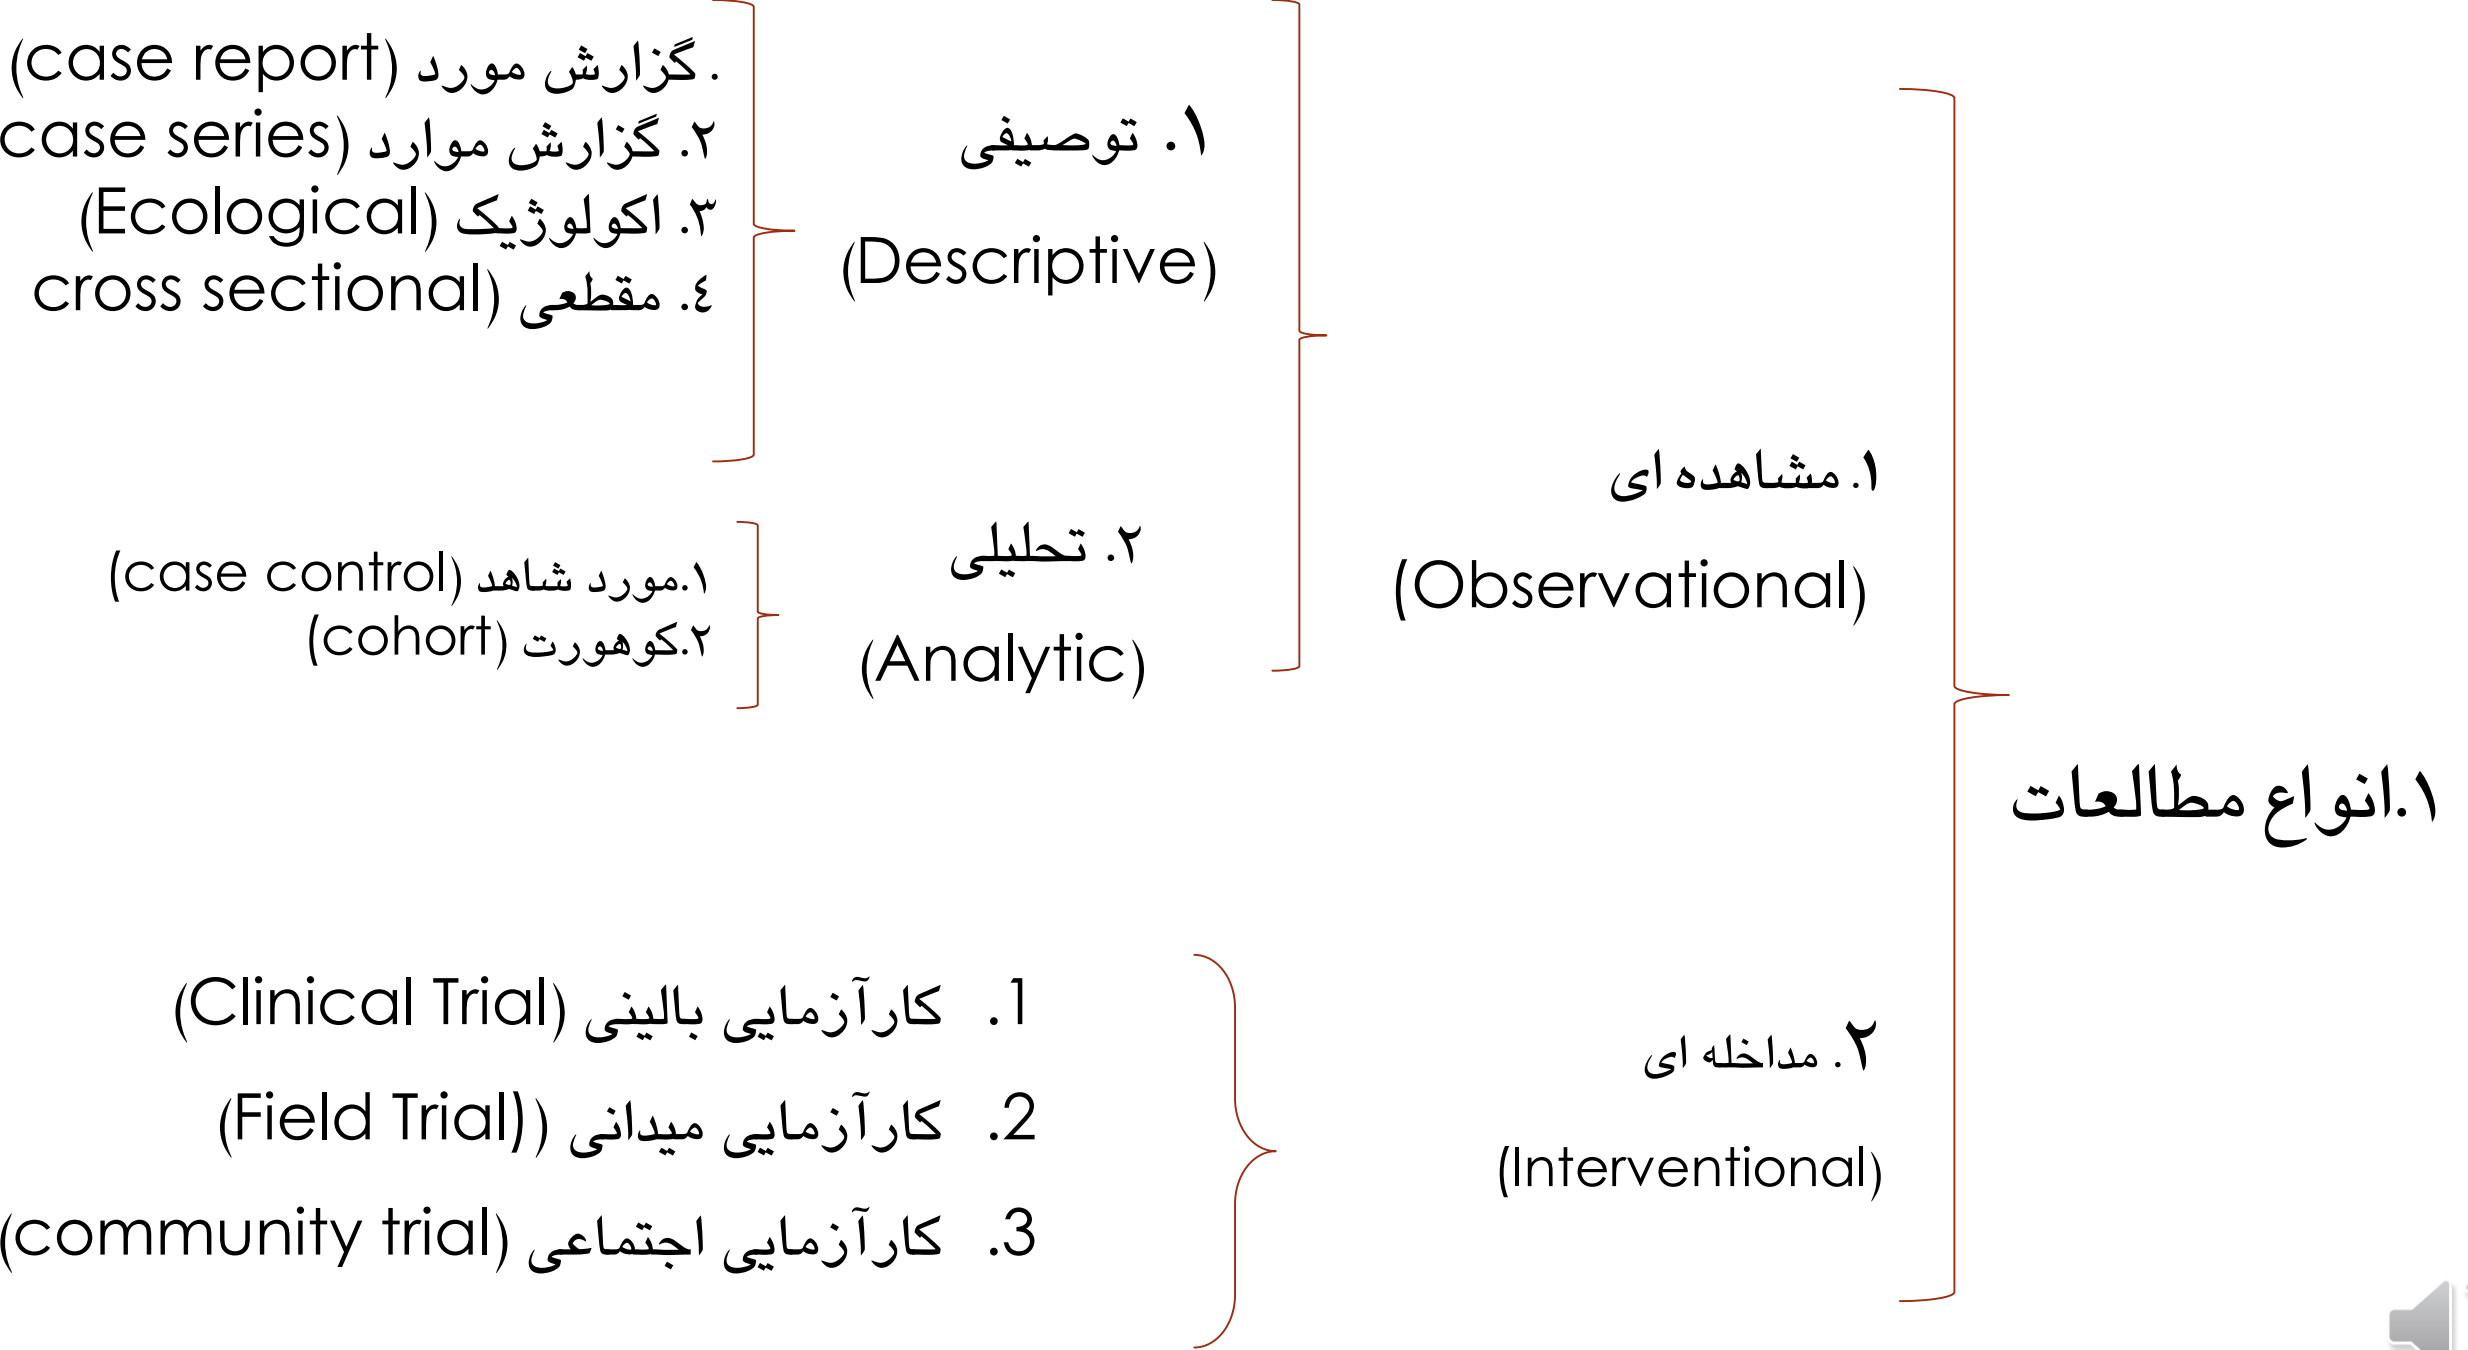 ۱.انواع مطالعات
۱. مشاهده ای
(Observational)
۱. توصیفی
(Descriptive)
. گزارش مورد (case report)
۲. گزارش موارد (case series
۳. اکولوژیک (Ecological)
٤. مقطعی (cross sectional
۲. تحلیلی
(Analytic)
۱.مورد شاهد (case control)
۲.کوهورت (cohort)
۲. مداخله ای
(Interventional)
1. کارآزمایی بالینی (Clinical Trial)
2. کارآزمایی میدانی ((Field Trial)
3. کارآزمایی اجتماعی (community trial)